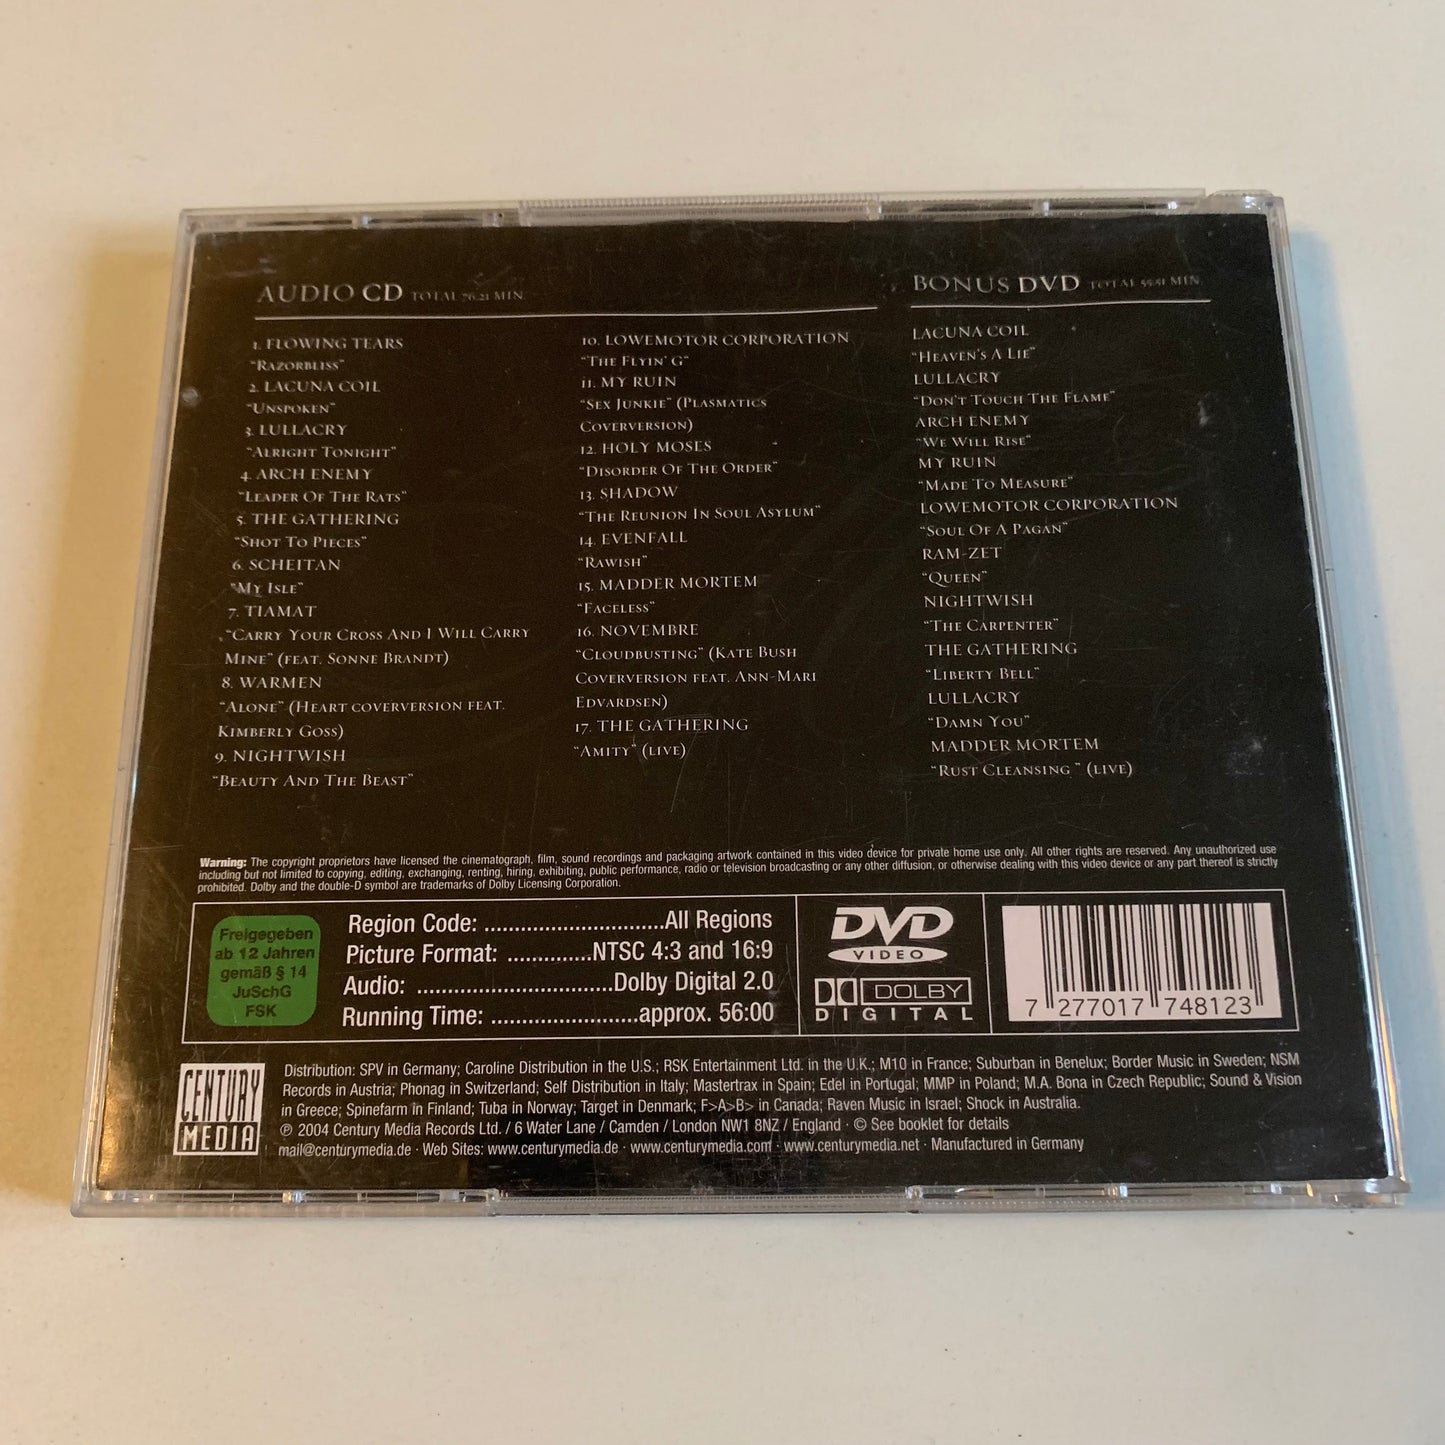 AUDIO CD TOTAL 76.21 MIN.
1. FLOWING TEARS
"RAZORBLISS"
2. LACUNA COIL
"UNSPOKEN"
3. LULLACRY
"ALRIGHT TONIGHT"
4. ARCH ENEMY
"LEADER OF THE RATS"
5. THE GATHERING
"SHOT TO PIECES"
6. SCHEITAN
"MY ISLE"
7. TIAMAT
"CARRY YOUR CROSS AND I WILL CARRY
MINE" (FEAT. SONNE BRANDT)
8. WARMEN
"ALONE" (HEART COVERVERSION FEAT.
KIMBERLY GOSS)
9. NIGHTWISH
"BEAUTY AND THE BEAST"
10. LOWEMOTOR CORPORATION
"THE FLYIN' G"
11. MY RUIN
"SEX JUNKIE" (PLASMATICS
COVERVERSION)
12. HOLY MOSES
"DISORDER OF THE ORDER"
13. SHADOW
"THE REUNION IN SOUL ASYLUM"
14. EVENFALL
"RAWISH"
15. MADDER MORTEM
"FACELESS"
16. NOVEMBRE
"CLOUDBUSTING" (KATE BUSH
COVERVERSION FEAT. ANN-MARI
EDVARDSEN)
17. THE GATHERING
"AMITY" (LIVE)
BONUS DVD TOTAL 55.51 MIN.
LACUNA COIL
"HEAVEN'S A LIE"
LULLACRY
"DON'T TOUCH THE FLAME"
ARCH ENEMY
"WE WILL RISE"
MY RUIN
"MADE TO MEASURE"
LOWEMOTOR CORPORATION
"SOUL OF A PAGAN"
RAM-ZET
"QUEEN"
NIGHTWISH
"THE CARPENTER"
THE GATHERING
"LIBERTY BELL"
LULLACRY
"DAMN YOU"
MADDER MORTEM
"RUST CLEANSING" (LIVE)
Warning: The copyright proprietors have licensed the cinematograph, film, sound recordings and packaging artwork contained in this video device for private home use only. All other rights are reserved. Any unauthorized use
including but not limited to copying, editing, exchanging, renting, hiring, exhibiting, public performance, radio or television broadcasting or any other diffusion, or otherwise dealing with this video device or any part thereof is strictly
prohibited. Dolby and the double-D symbol are trademarks of Dolby Licensing Corporation.
Freigegeben
ab 12 Jahren
gemäß § 14
JuSchG
FSK
Region Code: ..............................All Regions
Picture Format: ..............NTSC 4:3 and 16:9
Audio: .................................Dolby Digital 2.0
Running Time: .........................approx. 56:00
DVD
VIDEO
DOLBY
DIGITAL
7 277017 748123
CENTURY
MEDIA
Distribution: SPV in Germany; Caroline Distribution in the U.S.; RSK Entertainment Ltd. in the U.K.; M10 in France; Suburban in Benelux; Border Music in Sweden; NSM
Records in Austria; Phonag in Switzerland; Self Distribution in Italy; Mastertrax in Spain; Edel in Portugal; MMP in Poland; M.A. Bona in Czech Republic; Sound & Vision
in Greece; Spinefarm in Finland; Tuba in Norway; Target in Denmark; F>A>B> in Canada; Raven Music in Israel; Shock in Australia.
℗ 2004 Century Media Records Ltd. / 6 Water Lane / Camden / London NW1 8NZ / England · © See booklet for details
mail@centurymedia.de · Web Sites: www.centurymedia.de · www.centurymedia.com · www.centurymedia.net · Manufactured in Germany